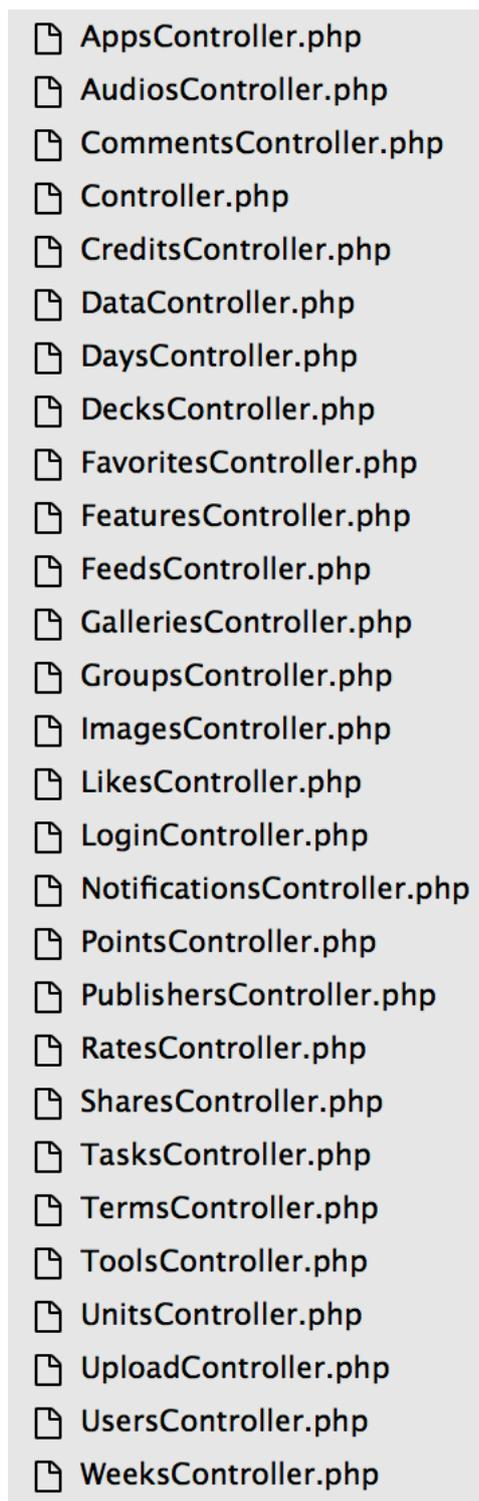 AppsController.php
AudiosController.php
CommentsController.php
Controller.php
CreditsController.php
DataController.php
DaysController.php
DecksController.php
FavoritesController.php
FeaturesController.php
FeedsController.php
GalleriesController.php
GroupsController.php
ImagesController.php
LikesController.php
LoginController.php
NotificationsController.php
PointsController.php
PublishersController.php
RatesController.php
SharesController.php
TasksController.php
TermsController.php
ToolsController.php
UnitsController.php
UploadController.php
UsersController.php
WeeksController.php